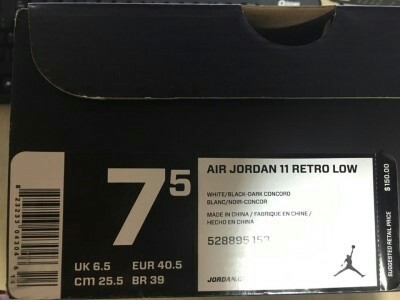 7 5
UK 6.5 EUR 40.5
CM 25.5 BR 39
AIR JORDAN 11 RETRO LOW
WHITE/BLACK-DARK CONCORD
BLANC/NOIR-CONCOR
MADE IN CHINA / FABRIQUE EN CHINE /
HECHO EN CHINA
528895 153
$150.00
SUGGESTED RETAIL PRICE